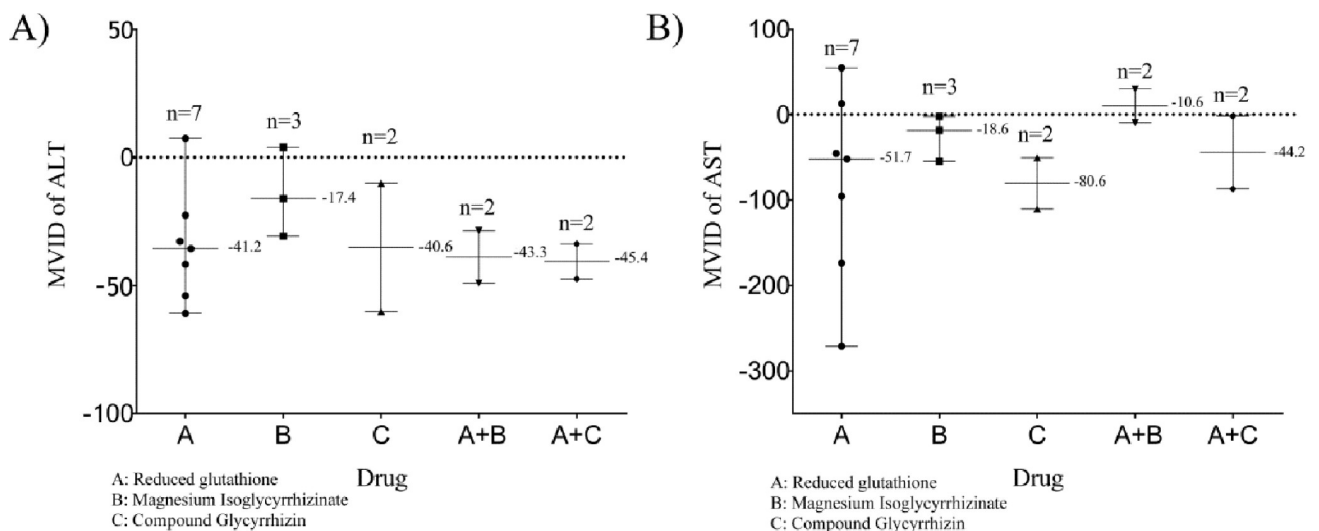 A)
50
0
-50
-100
MVID of ALT
n=7
n=3
n=2
n=2
n=2
-41.2
-17.4
-40.6
-43.3
-45.4
A B C A+B A+C
Drug
A: Reduced glutathione
B: Magnesium Isoglycyrrhizinate
C: Compound Glycyrrhizin
B)
100
0
-100
-200
-300
MVID of AST
n=7
n=3
n=2
n=2
n=2
-51.7
-18.6
-80.6
-10.6
-44.2
A B C A+B A+C
Drug
A: Reduced glutathione
B: Magnesium Isoglycyrrhizinate
C: Compound Glycyrrhizin